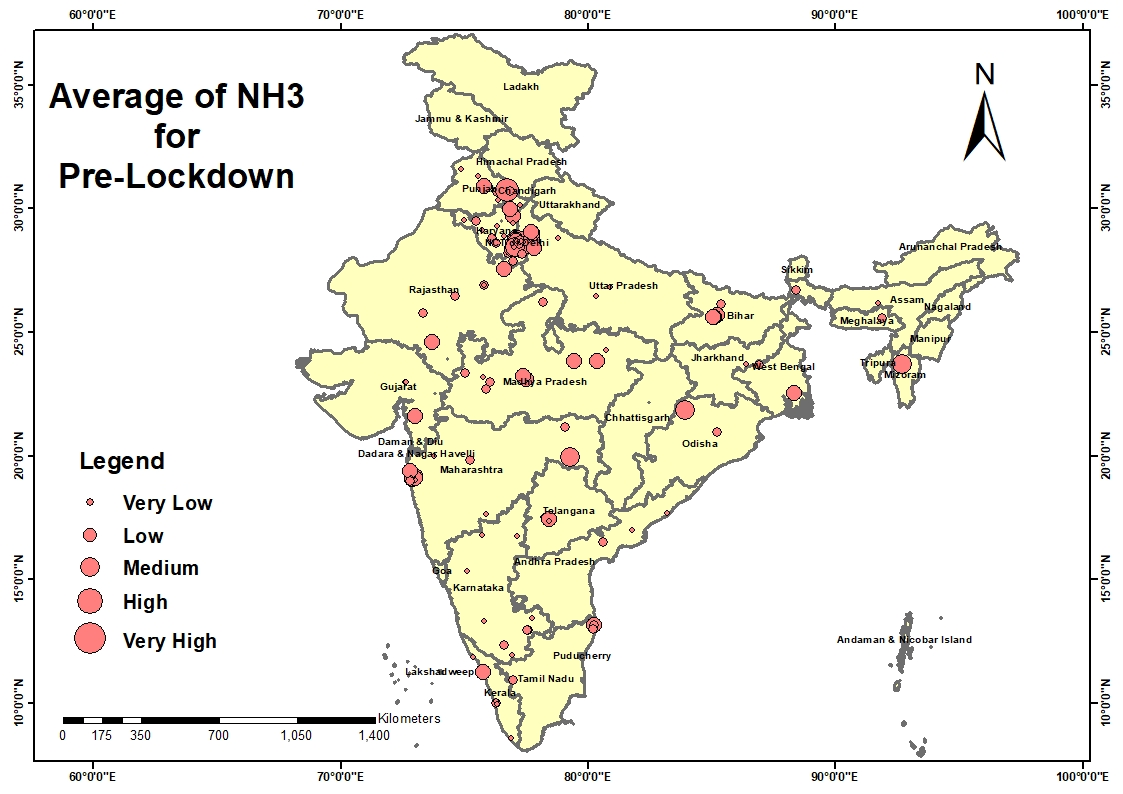 60°0'0"E 70°0'0"E 80°0'0"E 90°0'0"E 100°0'0"E
Average of NH3
for
Pre-Lockdown
N
35°0'0"N
35°0'0"N
30°0'0"N
30°0'0"N
25°0'0"N
25°0'0"N
20°0'0"N
20°0'0"N
15°0'0"N
15°0'0"N
10°0'0"N
10°0'0"N
Ladakh
Jammu & Kashmir
Himachal Pradesh
Punjab
Chandigarh
Uttarakhand
Haryana
NCT of Delhi
Arunanchal Pradesh
Sikkim
Rajasthan
Uttar Pradesh
Assam
Nagaland
Bihar
Meghalaya
Manipur
Jharkhand
West Bengal
Tripura
Mizoram
Gujarat
Madhya Pradesh
Chhattisgarh
Odisha
Daman & Diu
Dadara & Nagar Havelli
Maharashtra
Telangana
Andhra Pradesh
Goa
Karnataka
Andaman & Nicobar Island
Puducherry
Lakshadweep
Tamil Nadu
Kerala
Legend
Very Low
Low
Medium
High
Very High
Kilometers
0 175 350 700 1,050 1,400
60°0'0"E 70°0'0"E 80°0'0"E 90°0'0"E 100°0'0"E